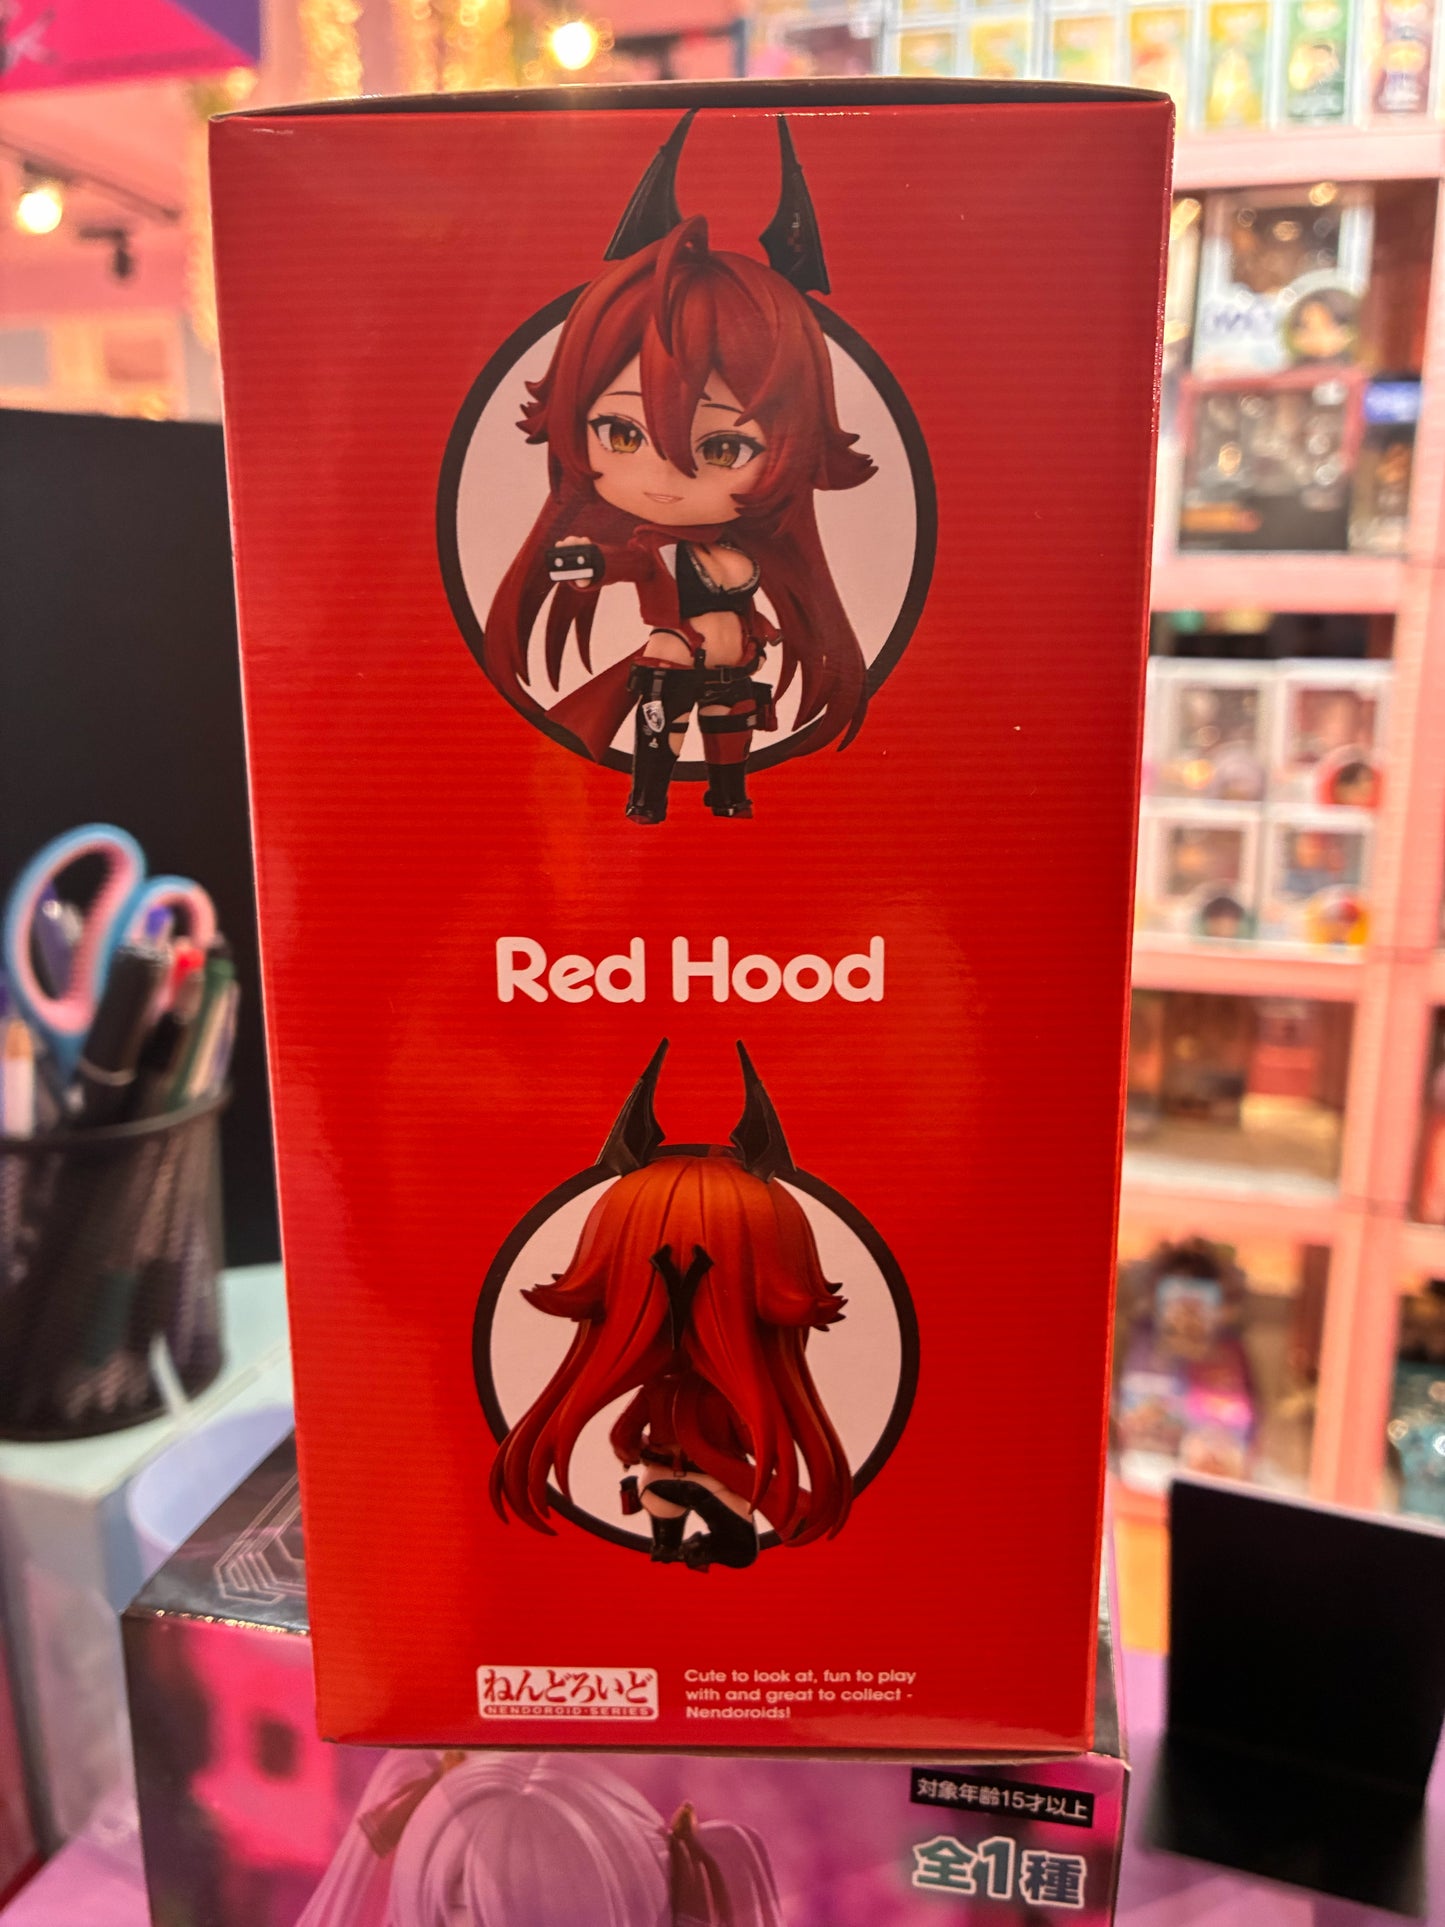 Red Hood
ねんどろいど
NENDOROID·SERIES
Cute to look at, fun to play
with and great to collect -
Nendoroids!
対象年齢15才以上
全1種